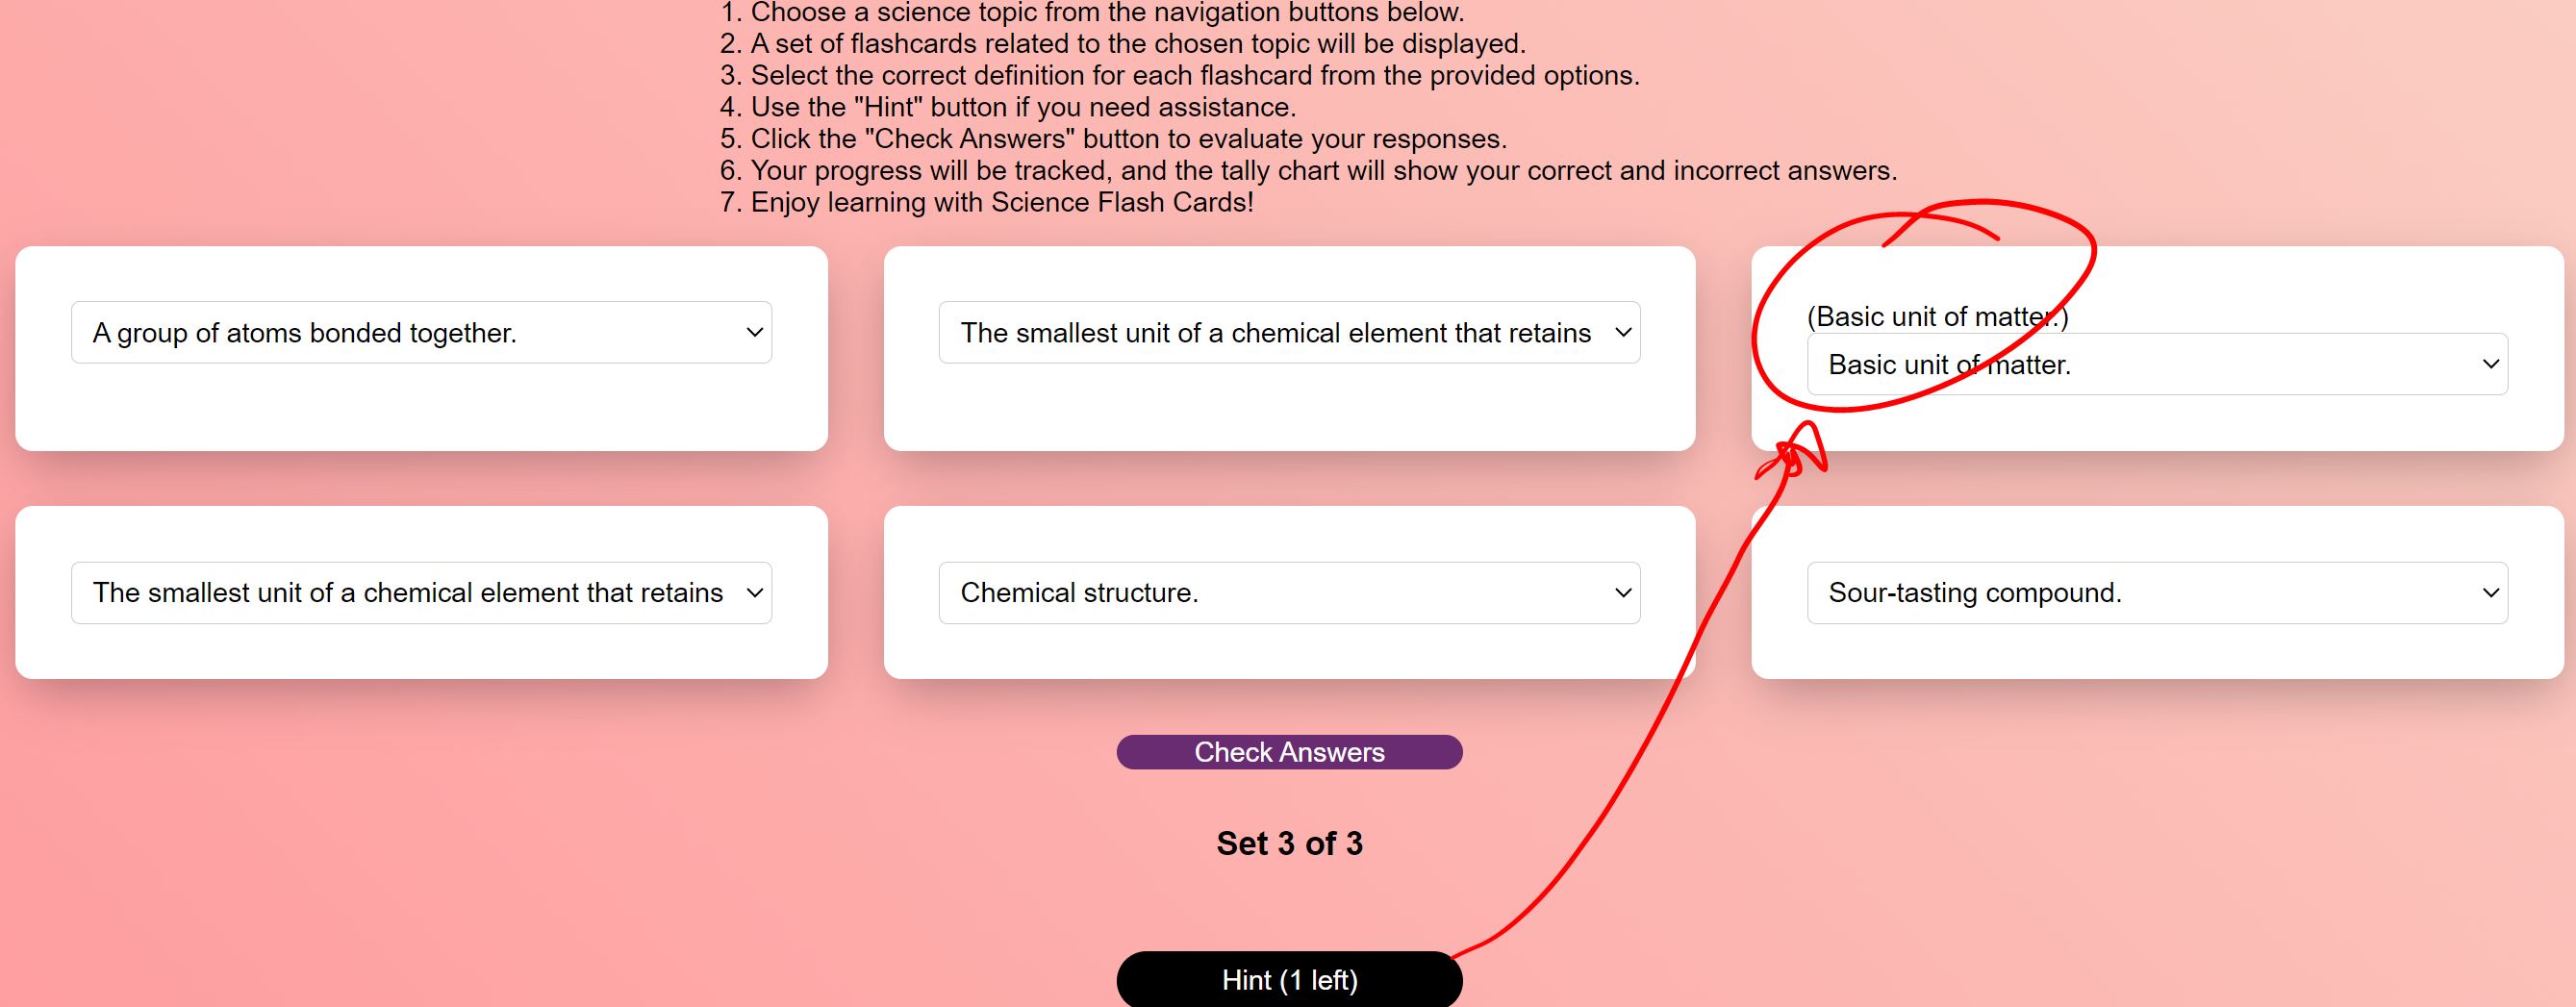 1. Choose a science topic from the navigation buttons below.
2. A set of flashcards related to the chosen topic will be displayed.
3. Select the correct definition for each flashcard from the provided options.
4. Use the "Hint" button if you need assistance.
5. Click the "Check Answers" button to evaluate your responses.
6. Your progress will be tracked, and the tally chart will show your correct and incorrect answers.
7. Enjoy learning with Science Flash Cards!
A group of atoms bonded together.
The smallest unit of a chemical element that retains
(Basic unit of matter.)
Basic unit of matter.
The smallest unit of a chemical element that retains
Chemical structure.
Sour-tasting compound.
Check Answers
Set 3 of 3
Hint (1 left)